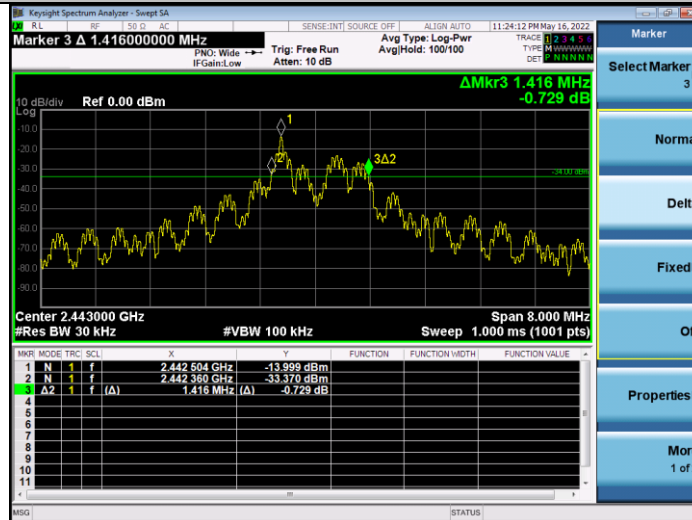 Keysight Spectrum Analyzer - Swept SA
RL RF 50 Ω AC SENSE:INT SOURCE OFF ALIGN AUTO 11:24:12 PM May 16, 2022
Marker 3 Δ 1.416000000 MHz
PNO: Wide
IFGain:Low
Trig: Free Run
Atten: 10 dB
Avg Type: Log-Pwr
Avg|Hold: 100/100
TRACE 1 2 3 4 5 6
TYPE M W W W W W
DET P N N N N N
ΔMkr3 1.416 MHz
-0.729 dB
10 dB/div Ref 0.00 dBm
Log
-10.0
-20.0
-30.0
-40.0
-50.0
-60.0
-70.0
-80.0
-90.0
1
2
3Δ2
-34.00 dBm
Center 2.443000 GHz Span 8.000 MHz
#Res BW 30 kHz #VBW 100 kHz Sweep 1.000 ms (1001 pts)
MKR MODE TRC SCL X Y FUNCTION FUNCTION WIDTH FUNCTION VALUE
1 N 1 f 2.442 504 GHz -13.999 dBm
2 N 1 f 2.442 360 GHz -33.370 dBm
3 Δ2 1 f (Δ) 1.416 MHz (Δ) -0.729 dB
4
5
6
7
8
9
10
11
MSG STATUS
Marker
Select Marker
3
Norma
Delt
Fixed
Of
Properties
Mor
1 of